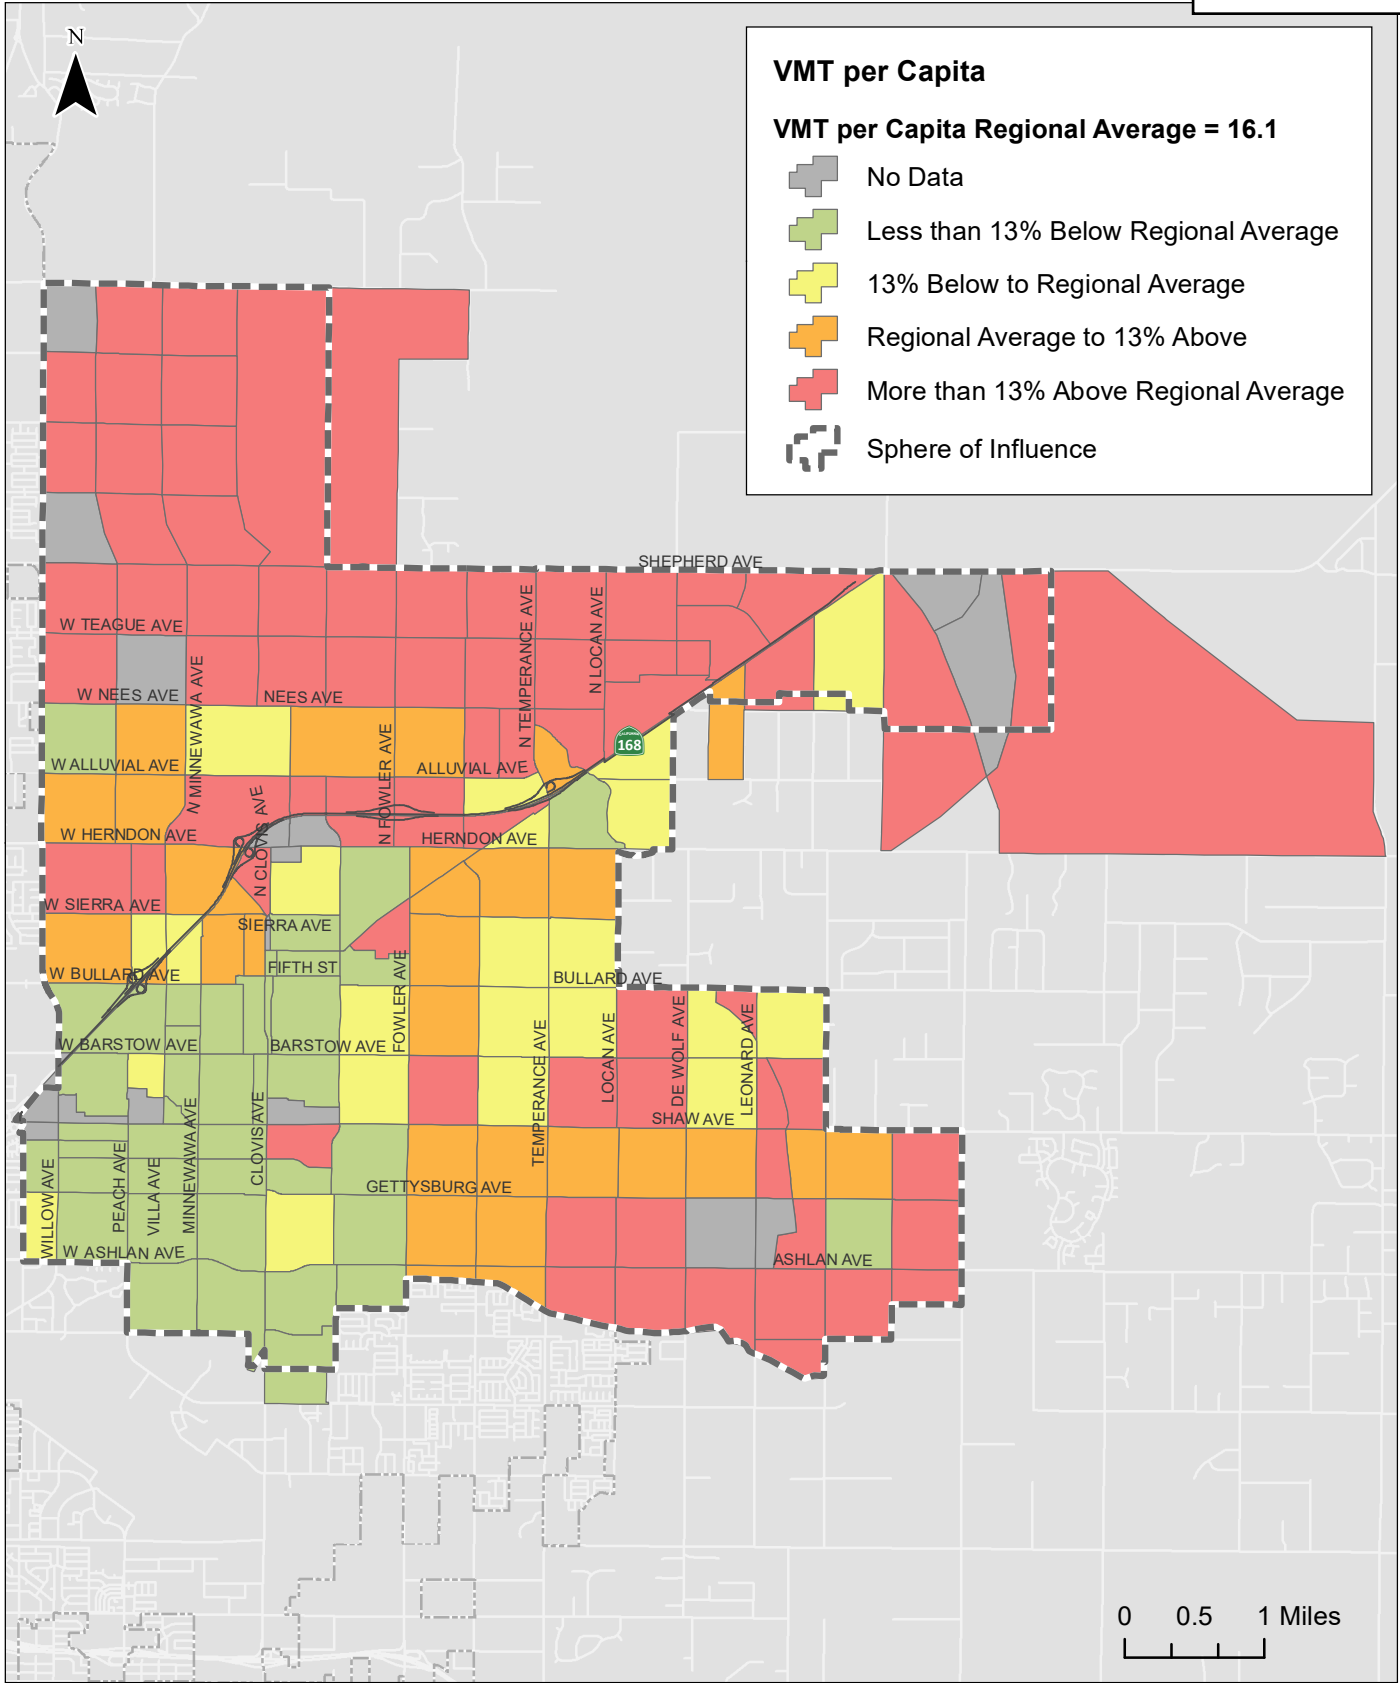 N
VMT per Capita
VMT per Capita Regional Average = 16.1
No Data
Less than 13% Below Regional Average
13% Below to Regional Average
Regional Average to 13% Above
More than 13% Above Regional Average
Sphere of Influence
SHEPHERD AVE
W TEAGUE AVE
N TEMPERANCE AVE
N LOCAN AVE
W NEES AVE
N MINNEWAWA AVE
NEES AVE
N FOWLER AVE
CALIFORNIA
168
W ALLUVIAL AVE
ALLUVIAL AVE
W HERNDON AVE
N CLOVIS AVE
HERNDON AVE
W SIERRA AVE
SIERRA AVE
W BULLARD AVE
FIFTH ST
FOWLER AVE
BULLARD AVE
W BARSTOW AVE
BARSTOW AVE
TEMPERANCE AVE
LOCAN AVE
DE WOLF AVE
LEONARD AVE
SHAW AVE
WILLOW AVE
PEACH AVE
VILLA AVE
MINNEWAWA AVE
CLOVIS AVE
GETTYSBURG AVE
W ASHLAN AVE
ASHLAN AVE
0 0.5 1 Miles